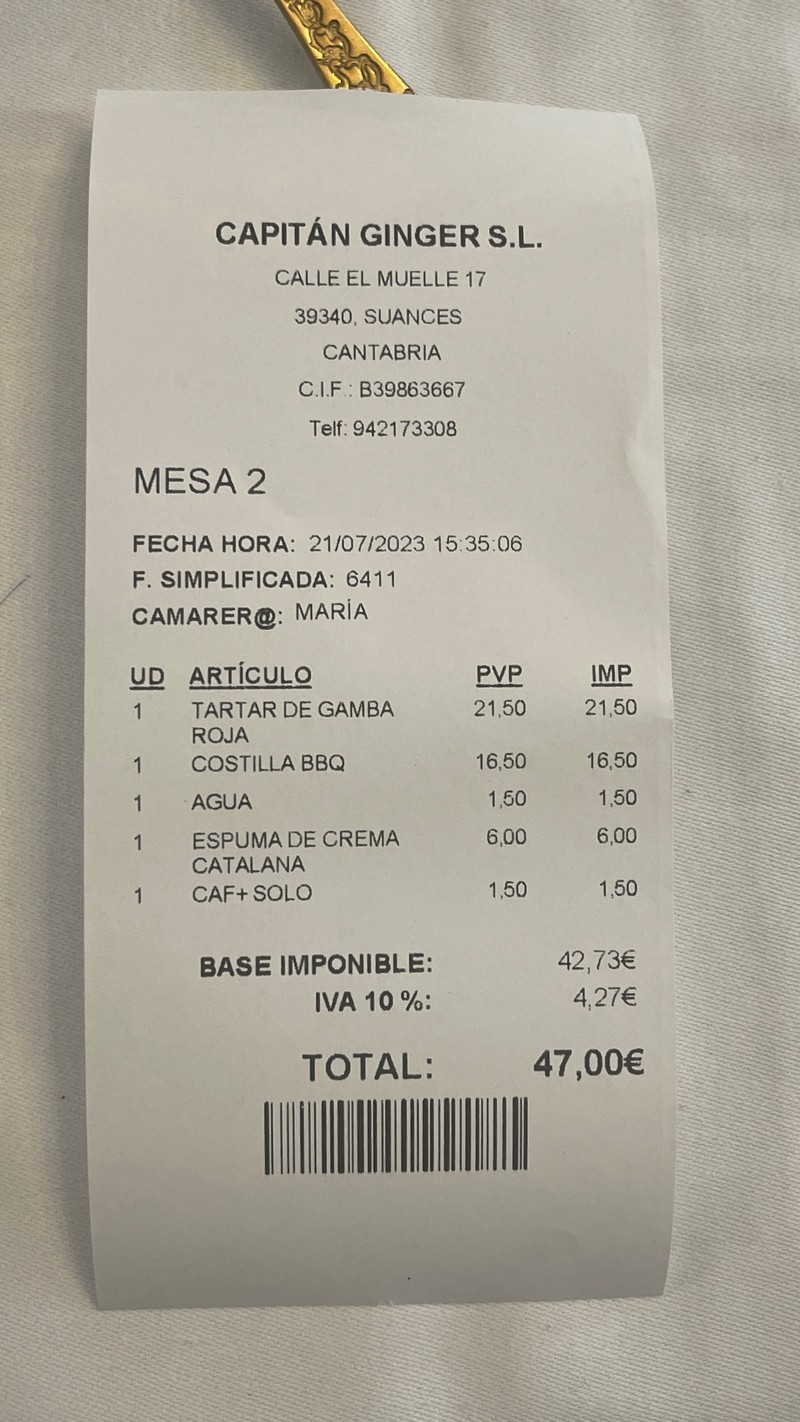 CAPITÁN GINGER S.L.
CALLE EL MUELLE 17
39340, SUANCES
CANTABRIA
C.I.F.: B39863667
Telf: 942173308
MESA 2
FECHA HORA: 21/07/2023 15:35:06
F. SIMPLIFICADA: 6411
CAMARER@: MARÍA
UD ARTÍCULO PVP IMP
1 TARTAR DE GAMBA 21,50 21,50
ROJA
1 COSTILLA BBQ 16,50 16,50
1 AGUA 1,50 1,50
1 ESPUMA DE CREMA 6,00 6,00
CATALANA
1 CAF+ SOLO 1,50 1,50
BASE IMPONIBLE: 42,73€
IVA 10 %: 4,27€
TOTAL: 47,00€